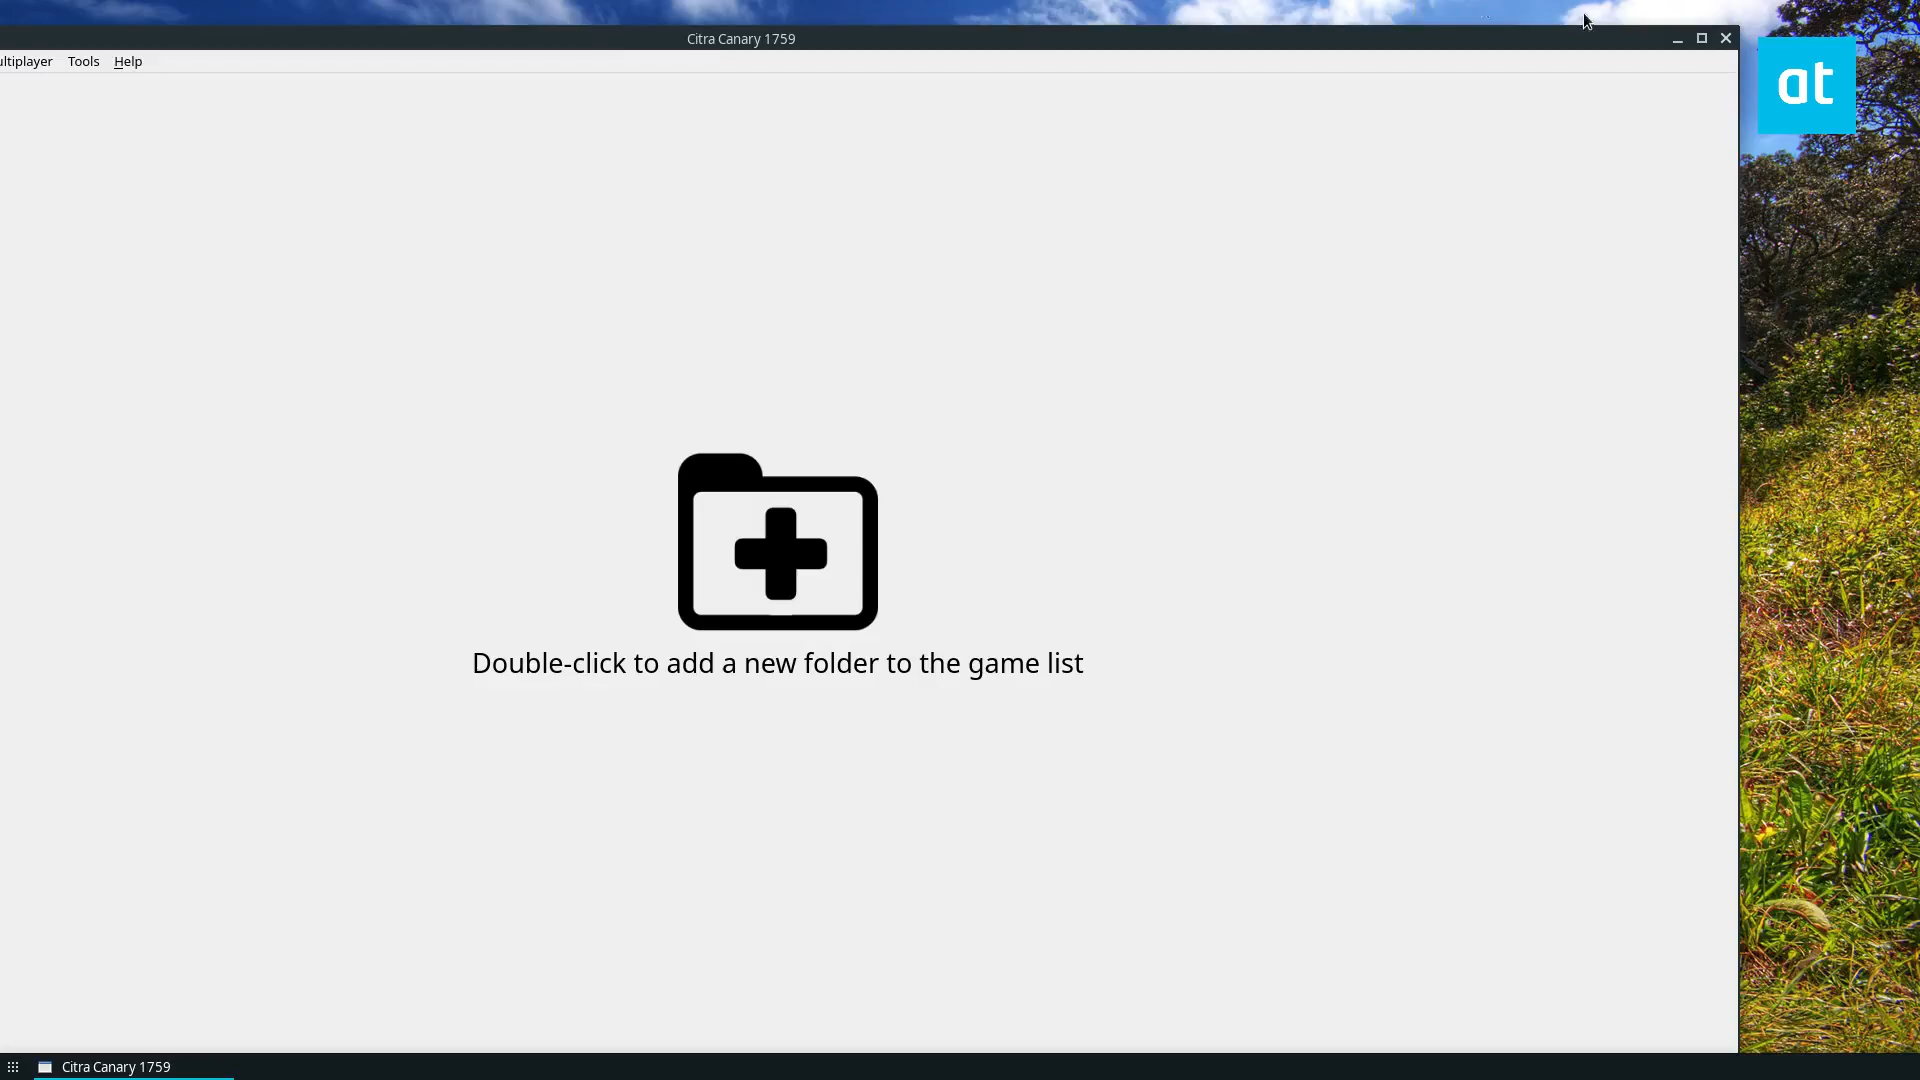 Citra Canary 1759
ultiplayer Tools Help
at
Double-click to add a new folder to the game list
Citra Canary 1759